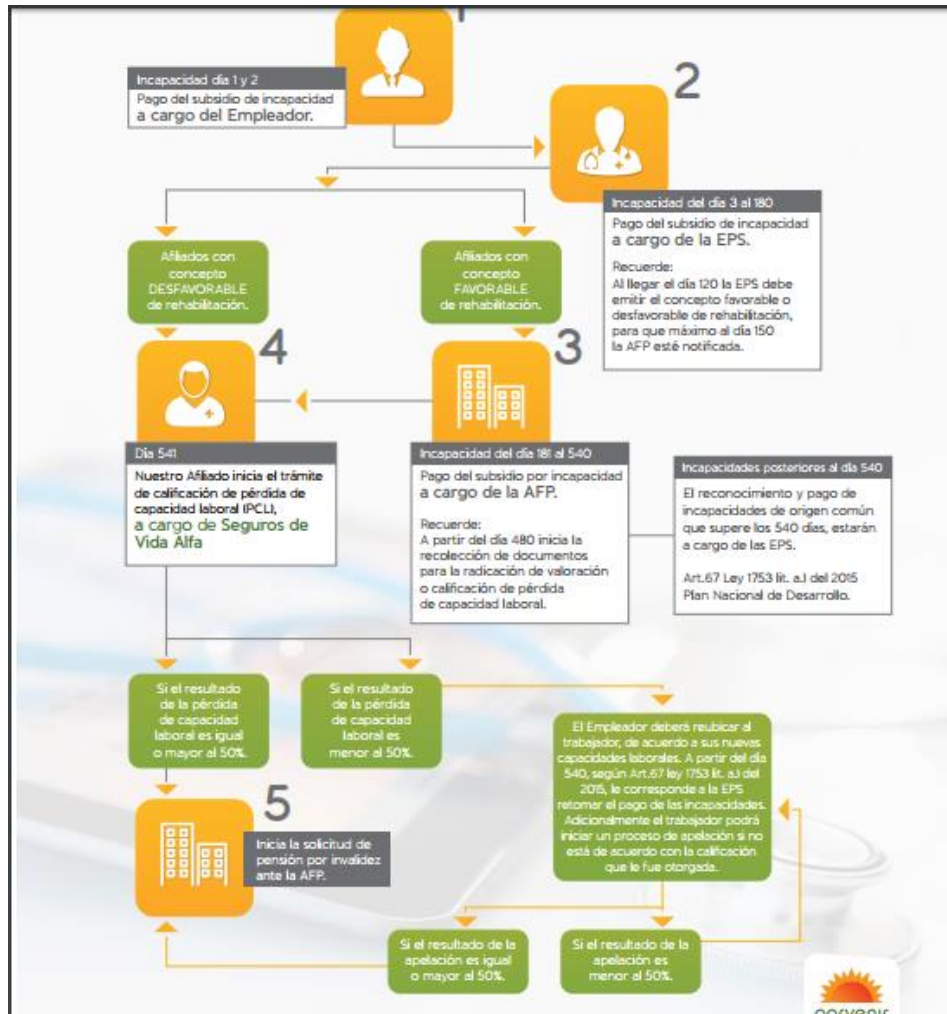 1
Incapacidad día 1 y 2
Pago del subsidio de incapacidad
a cargo del Empleador.
2
Incapacidad del día 3 al 180
Pago del subsidio de incapacidad
a cargo de la EPS.
Recuerde:
Al llegar el día 120 la EPS debe
emitir el concepto favorable o
desfavorable de rehabilitación,
para que máximo al día 150
la AFP esté notificada.
Afiliados con
concepto
DESFAVORABLE
de rehabilitación.
Afiliados con
concepto
FAVORABLE
de rehabilitación.
4
Día 541
Nuestro Afiliado inicia el trámite
de calificación de pérdida de
capacidad laboral (PCL),
a cargo de Seguros de
Vida Alfa
3
Incapacidad del día 181 al 540
Pago del subsidio por incapacidad
a cargo de la AFP.
Recuerde:
A partir del día 480 inicia la
recolección de documentos
para la radicación de valoración
o calificación de pérdida
de capacidad laboral.
Incapacidades posteriores al día 540
El reconocimiento y pago de
incapacidades de origen común
que supere los 540 días, estarán
a cargo de las EPS.
Art.67 Ley 1753 lit. a.) del 2015
Plan Nacional de Desarrollo.
Si el resultado
de la pérdida
de capacidad
laboral es igual
o mayor al 50%.
Si el resultado
de la pérdida
de capacidad
laboral es
menor al 50%.
El Empleador deberá reubicar al
trabajador, de acuerdo a sus nuevas
capacidades laborales. A partir del día
540, según Art.67 ley 1753 lit. a.) del
2015, le corresponde a la EPS
retomar el pago de las incapacidades.
Adicionalmente el trabajador podrá
iniciar un proceso de apelación si no
está de acuerdo con la calificación
que le fue otorgada.
5
Inicia la solicitud de
pensión por invalidez
ante la AFP.
Si el resultado de la
apelación es igual
o mayor al 50%.
Si el resultado de la
apelación es
menor al 50%.
porvenir